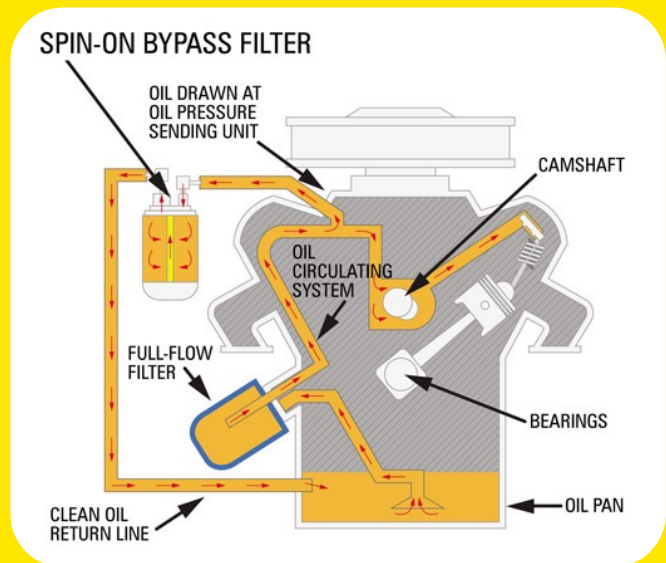 SPIN-ON BYPASS FILTER
OIL DRAWN AT
OIL PRESSURE
SENDING UNIT
CAMSHAFT
OIL
CIRCULATING
SYSTEM
FULL-FLOW
FILTER
BEARINGS
OIL PAN
CLEAN OIL
RETURN LINE